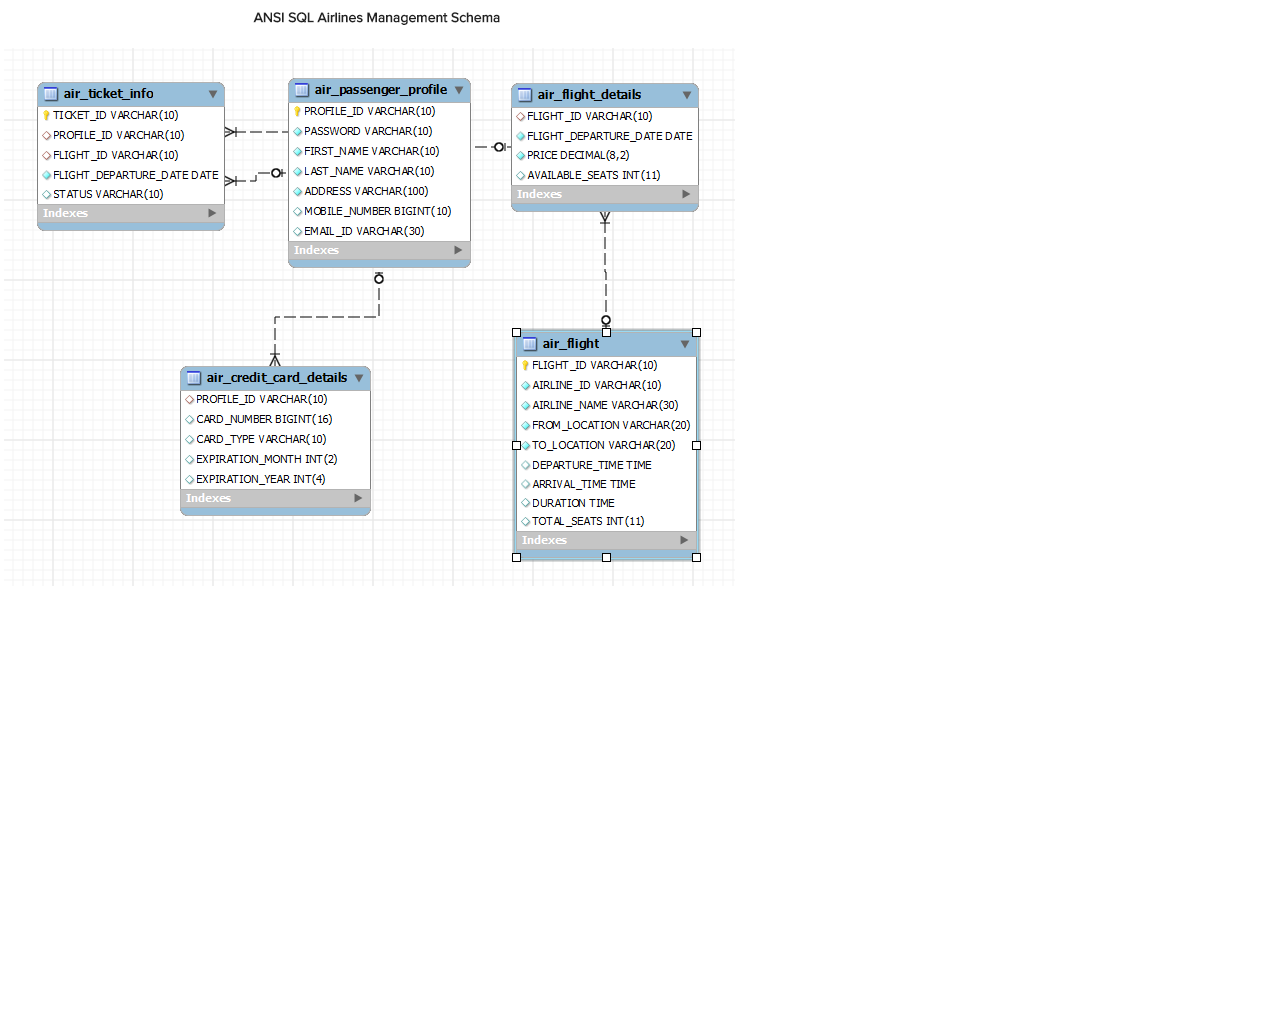 ANSI SQL Airlines Management Schema
air_ticket_info
TICKET_ID VARCHAR(10)
PROFILE_ID VARCHAR(10)
FLIGHT_ID VARCHAR(10)
FLIGHT_DEPARTURE_DATE DATE
STATUS VARCHAR(10)
Indexes
air_passenger_profile
PROFILE_ID VARCHAR(10)
PASSWORD VARCHAR(10)
FIRST_NAME VARCHAR(10)
LAST_NAME VARCHAR(10)
ADDRESS VARCHAR(100)
MOBILE_NUMBER BIGINT(10)
EMAIL_ID VARCHAR(30)
Indexes
air_flight_details
FLIGHT_ID VARCHAR(10)
FLIGHT_DEPARTURE_DATE DATE
PRICE DECIMAL(8,2)
AVAILABLE_SEATS INT(11)
Indexes
air_credit_card_details
PROFILE_ID VARCHAR(10)
CARD_NUMBER BIGINT(16)
CARD_TYPE VARCHAR(10)
EXPIRATION_MONTH INT(2)
EXPIRATION_YEAR INT(4)
Indexes
air_flight
FLIGHT_ID VARCHAR(10)
AIRLINE_ID VARCHAR(10)
AIRLINE_NAME VARCHAR(30)
FROM_LOCATION VARCHAR(20)
TO_LOCATION VARCHAR(20)
DEPARTURE_TIME TIME
ARRIVAL_TIME TIME
DURATION TIME
TOTAL_SEATS INT(11)
Indexes